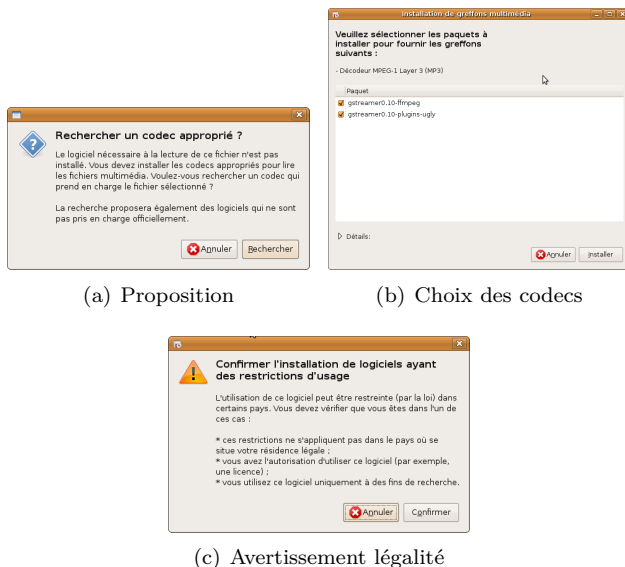 Rechercher un codec approprié ?
Le logiciel nécessaire à la lecture de ce fichier n'est pas
installé. Vous devez installer les codecs appropriés pour lire
les fichiers multimédia. Voulez-vous rechercher un codec qui
prend en charge le fichier sélectionné ?
La recherche proposera également des logiciels qui ne sont
pas pris en charge officiellement.
Annuler
Rechercher
(a) Proposition
Installation de greffons multimédia
Veuillez sélectionner les paquets à
installer pour fournir les greffons
suivants :
- Décodeur MPEG-1 Layer 3 (MP3)
Paquet
gstreamer0.10-ffmpeg
gstreamer0.10-plugins-ugly
Détails:
Annuler
Installer
(b) Choix des codecs
Confirmer l'installation de logiciels ayant
des restrictions d'usage
L'utilisation de ce logiciel peut être restreinte (par la loi) dans
certains pays. Vous devez vérifier que vous êtes dans l'un de
ces cas :
* ces restrictions ne s'appliquent pas dans le pays où se
situe votre résidence légale ;
* vous avez l'autorisation d'utiliser ce logiciel (par exemple,
une licence) ;
* vous utilisez ce logiciel uniquement à des fins de recherche.
Annuler
Confirmer
(c) Avertissement légalité